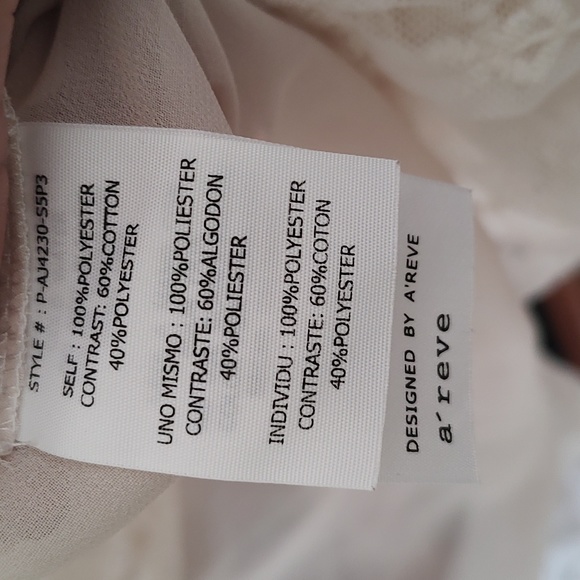 STYLE # : P-AJ4230-S5P3
SELF : 100%POLYESTER
CONTRAST: 60%COTTON
40%POLYESTER
UNO MISMO : 100%POLIESTER
CONTRASTE: 60%ALGODON
40%POLIESTER
INDIVIDU : 100%POLYESTER
CONTRASTE: 60%COTON
40%POLYESTER
DESIGNED BY A'REVE
a'reve